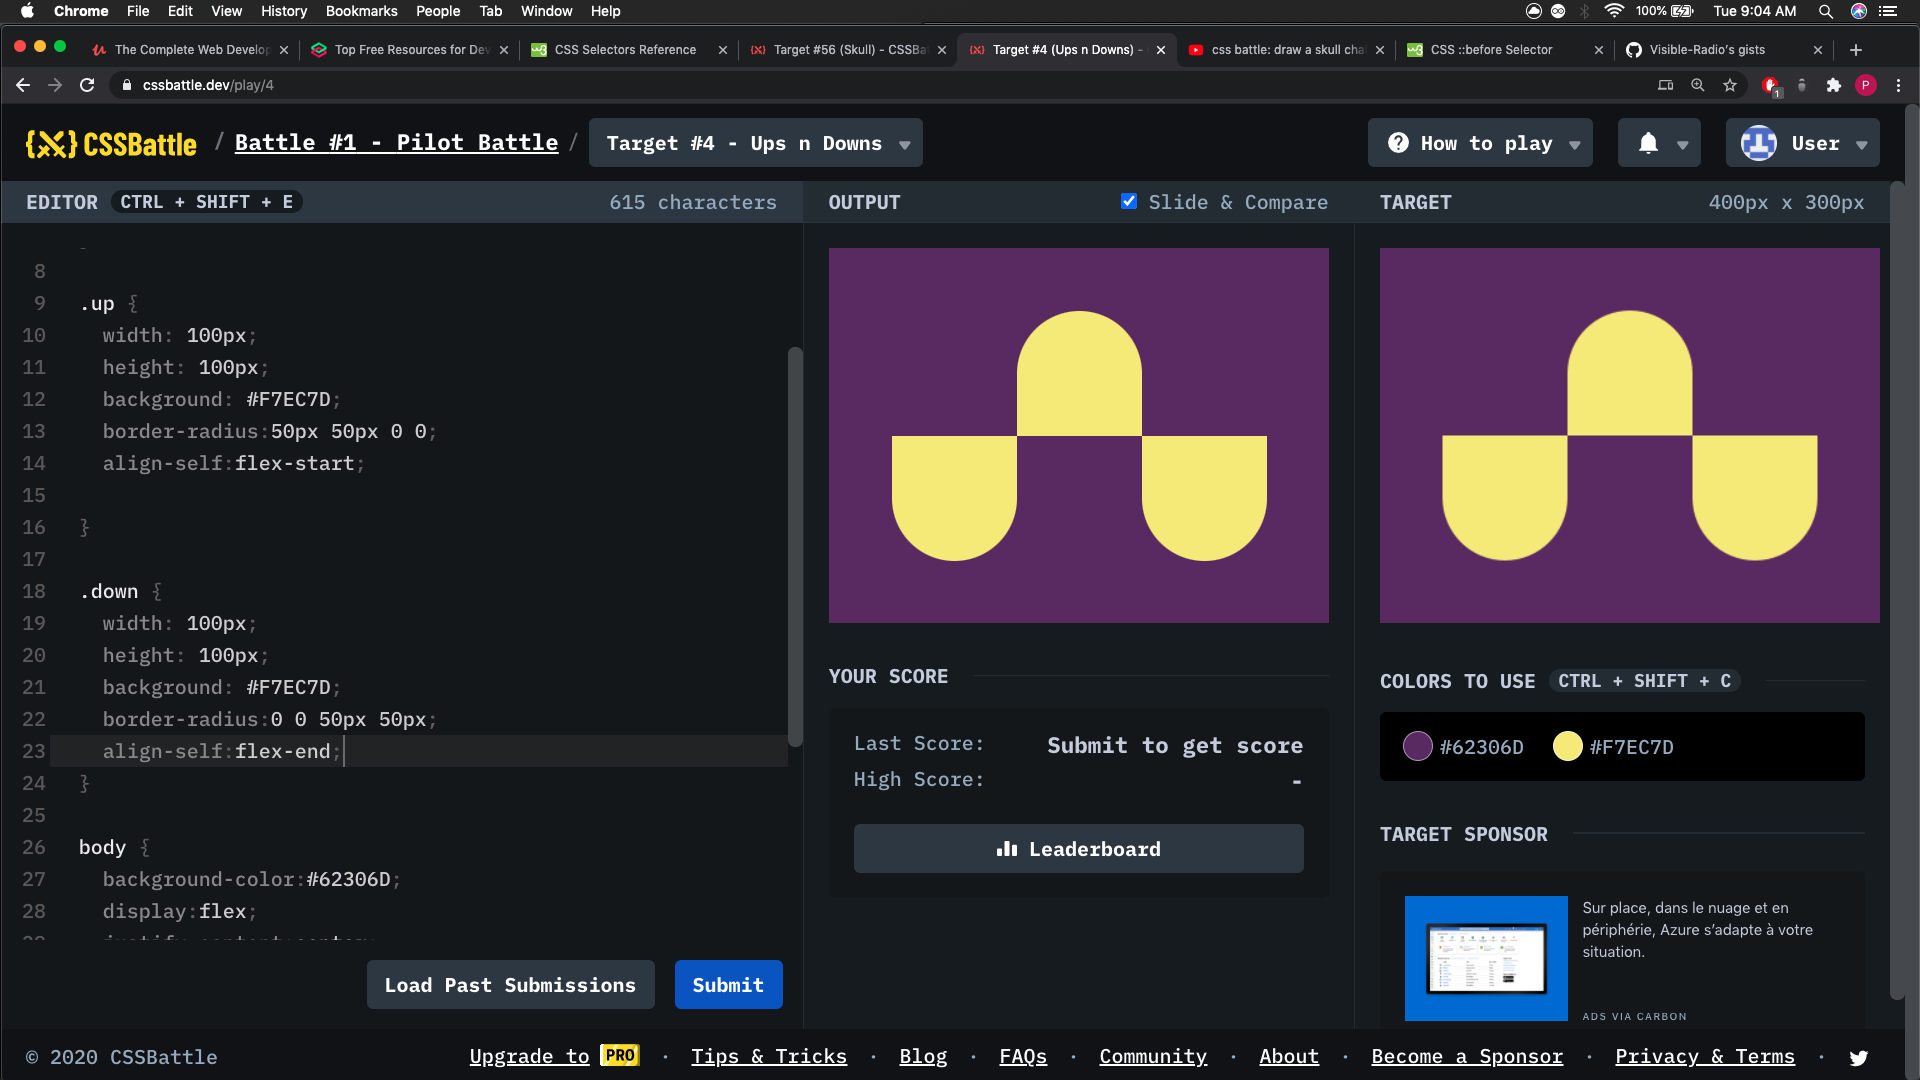 Chrome File Edit View History Bookmarks People Tab Window Help 100% Tue 9:04 AM
The Complete Web Develop
Top Free Resources for Dev
CSS Selectors Reference
Target #56 (Skull) - CSSBa
Target #4 (Ups n Downs) -
css battle: draw a skull cha
CSS ::before Selector
Visible-Radio's gists
cssbattle.dev/play/4
1
P
CSSBattle / Battle #1 - Pilot Battle / Target #4 - Ups n Downs
How to play
User
EDITOR CTRL + SHIFT + E 615 characters
OUTPUT Slide & Compare
TARGET 400px x 300px
8
9 .up {
10 width: 100px;
11 height: 100px;
12 background: #F7EC7D;
13 border-radius:50px 50px 0 0;
14 align-self:flex-start;
15
16 }
17
18 .down {
19 width: 100px;
20 height: 100px;
21 background: #F7EC7D;
22 border-radius:0 0 50px 50px;
23 align-self:flex-end;
24 }
25
26 body {
27 background-color:#62306D;
28 display:flex;
Load Past Submissions Submit
YOUR SCORE
Last Score: Submit to get score
High Score: -
Leaderboard
COLORS TO USE CTRL + SHIFT + C
#62306D #F7EC7D
TARGET SPONSOR
Sur place, dans le nuage et en
périphérie, Azure s’adapte à votre
situation.
ADS VIA CARBON
© 2020 CSSBattle Upgrade to PRO · Tips & Tricks · Blog · FAQs · Community · About · Become a Sponsor · Privacy & Terms ·